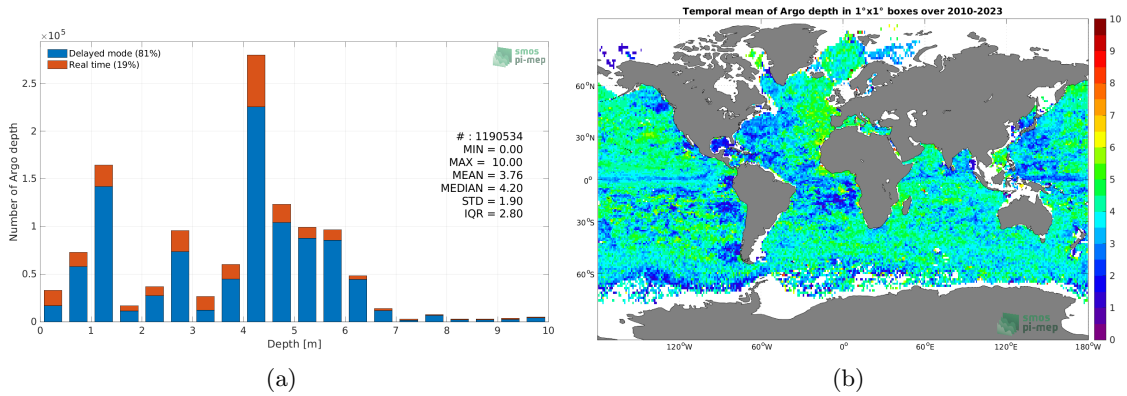 ×10⁵
Delayed mode (81%)
Real time (19%)
smos
pi-mep
# : 1190534
MIN = 0.00
MAX = 10.00
MEAN = 3.76
MEDIAN = 4.20
STD = 1.90
IQR = 2.80
Number of Argo depth
2.5
2
1.5
1
0.5
0
0 1 2 3 4 5 6 7 8 9 10
Depth [m]
(a)
Temporal mean of Argo depth in 1°x1° boxes over 2010-2023
60°N
30°N
0°
30°S
60°S
120°W 60°W 0° 60°E 120°E 180°W
smos
pi-mep
10
9
8
7
6
5
4
3
2
1
0
(b)